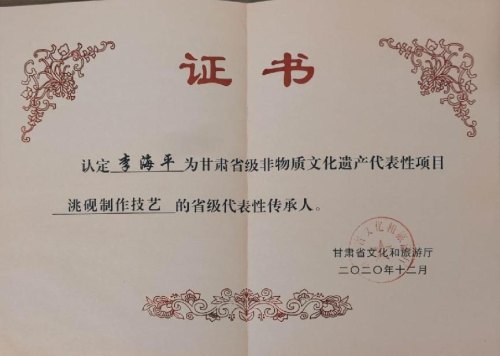 证书
认定李海平为甘肃省级非物质文化遗产代表性项目
洮砚制作技艺的省级代表性传承人。
甘肃省文化和旅游厅
二〇二〇年十二月